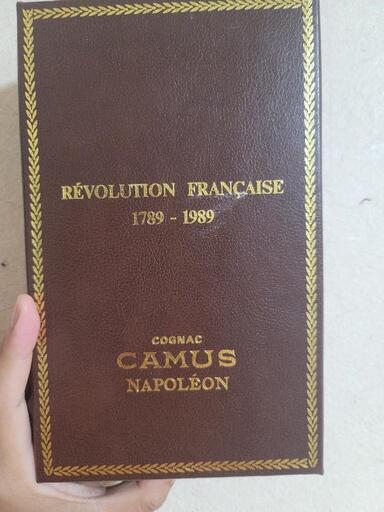 RÉVOLUTION FRANÇAISE
1789 - 1989
COGNAC
CAMUS
NAPOLÉON